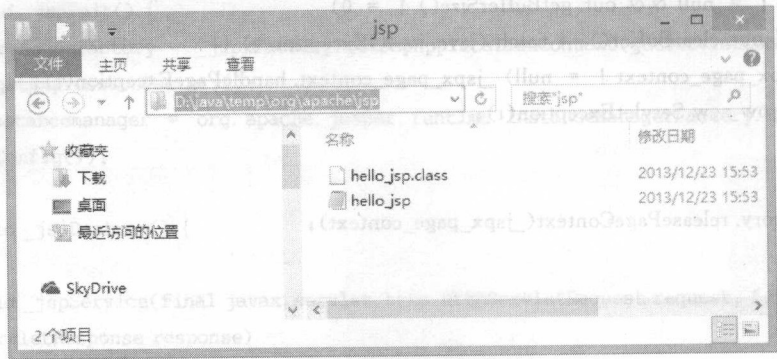 jsp
文件 主页 共享 查看
D:\java\temp\org\apache\jsp
搜索"jsp"
收藏夹
下载
桌面
最近访问的位置
SkyDrive
名称 修改日期
hello_jsp.class 2013/12/23 15:53
hello_jsp 2013/12/23 15:53
2个项目